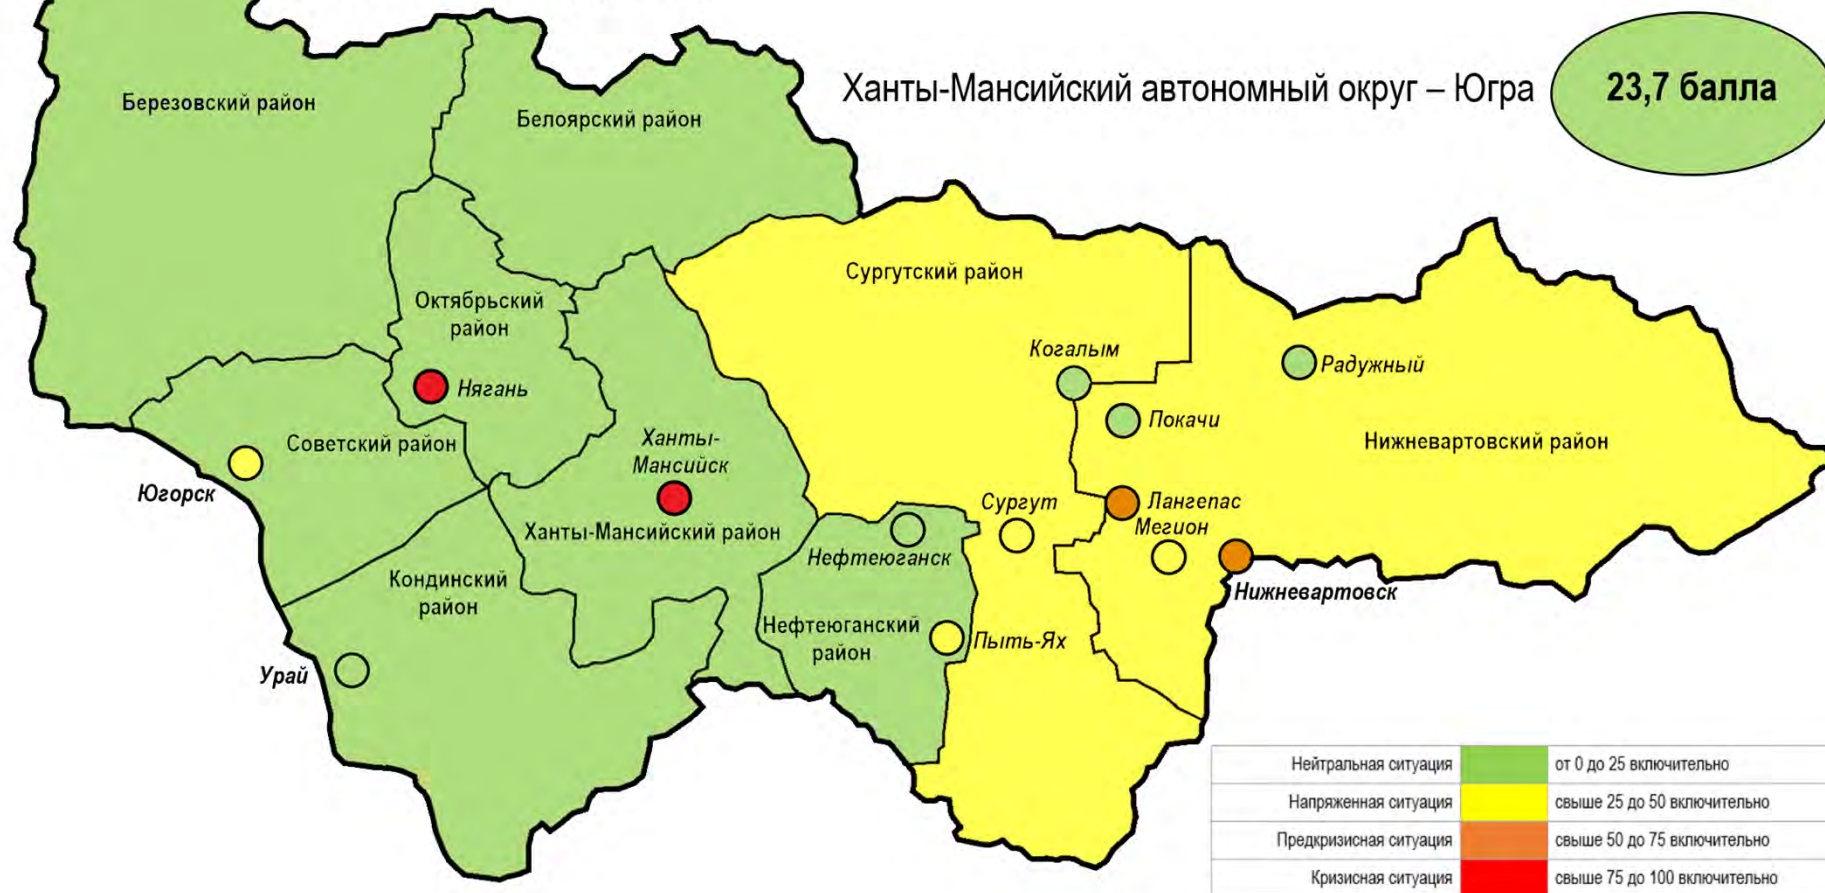 Ханты-Мансийский автономный округ – Югра
23,7 балла
Березовский район
Белоярский район
Сургутский район
Октябрьский
район
Когалым
Радужный
Нягань
Покачи
Ханты-
Мансийск
Советский район
Нижневартовский район
Югорск
Сургут
Лангепас
Мегион
Ханты-Мансийский район
Нефтеюганск
Кондинский
район
Нижневартовск
Нефтеюганский
район
Пыть-Ях
Урай
Нейтральная ситуация от 0 до 25 включительно
Напряженная ситуация свыше 25 до 50 включительно
Предкризисная ситуация свыше 50 до 75 включительно
Кризисная ситуация свыше 75 до 100 включительно